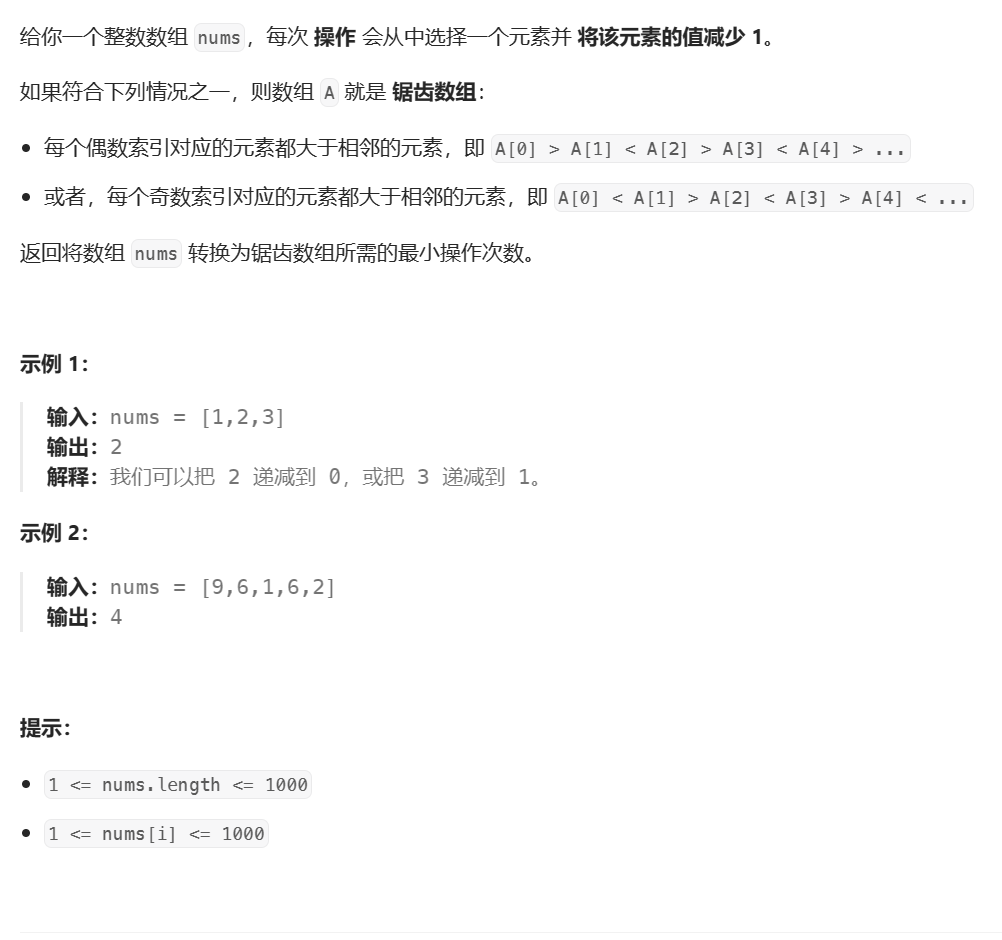 给你一个整数数组 nums，每次 操作 会从中选择一个元素并 将该元素的值减少 1。
如果符合下列情况之一，则数组 A 就是 锯齿数组：
• 每个偶数索引对应的元素都大于相邻的元素，即 A[0] > A[1] < A[2] > A[3] < A[4] > ...
• 或者，每个奇数索引对应的元素都大于相邻的元素，即 A[0] < A[1] > A[2] < A[3] > A[4] < ...
返回将数组 nums 转换为锯齿数组所需的最小操作次数。
示例 1：
输入：nums = [1,2,3]
输出：2
解释：我们可以把 2 递减到 0，或把 3 递减到 1。
示例 2：
输入：nums = [9,6,1,6,2]
输出：4
提示：
• 1 <= nums.length <= 1000
• 1 <= nums[i] <= 1000